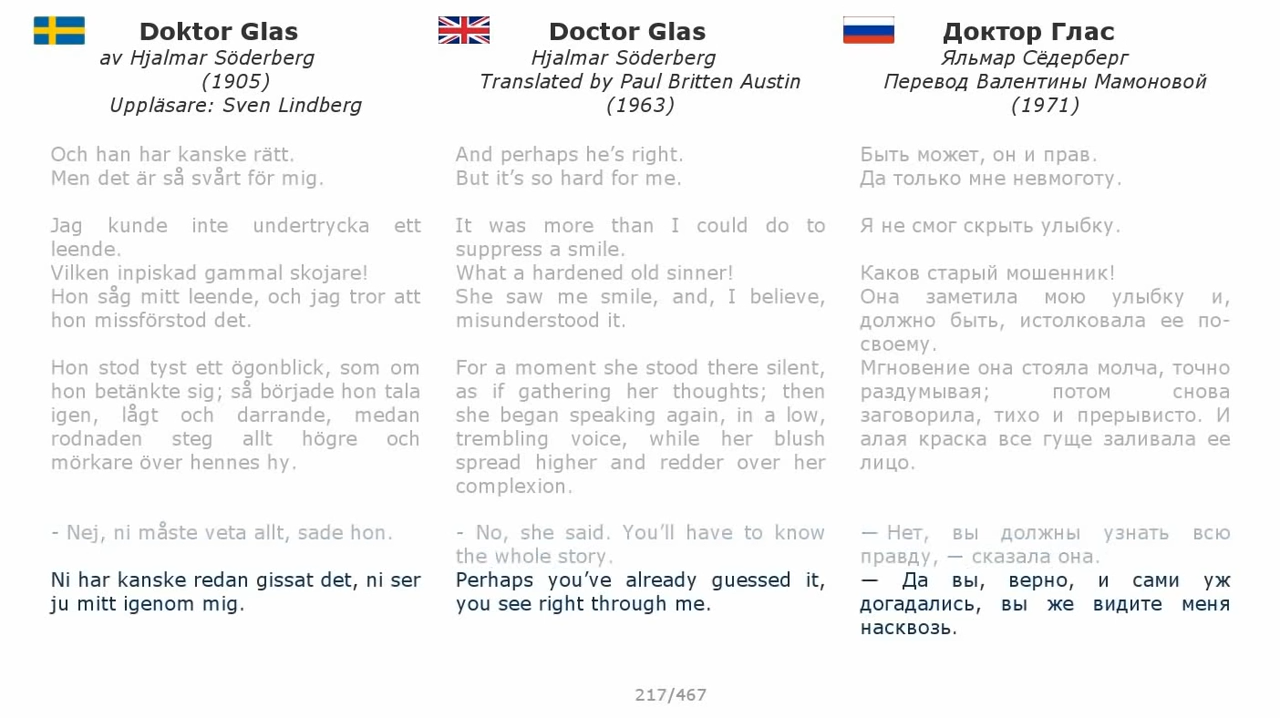 Doktor Glas
av Hjalmar Söderberg
(1905)
Uppläsare: Sven Lindberg
Och han har kanske rätt.
Men det är så svårt för mig.
Jag kunde inte undertrycka ett
leende.
Vilken inpiskad gammal skojare!
Hon såg mitt leende, och jag tror att
hon missförstod det.
Hon stod tyst ett ögonblick, som om
hon betänkte sig; så började hon tala
igen, lågt och darrande, medan
rodnaden steg allt högre och
mörkare över hennes hy.
- Nej, ni måste veta allt, sade hon.
Ni har kanske redan gissat det, ni ser
ju mitt igenom mig.
Doctor Glas
Hjalmar Söderberg
Translated by Paul Britten Austin
(1963)
And perhaps he’s right.
But it’s so hard for me.
It was more than I could do to
suppress a smile.
What a hardened old sinner!
She saw me smile, and, I believe,
misunderstood it.
For a moment she stood there silent,
as if gathering her thoughts; then
she began speaking again, in a low,
trembling voice, while her blush
spread higher and redder over her
complexion.
- No, she said. You’ll have to know
the whole story.
Perhaps you’ve already guessed it,
you see right through me.
Доктор Глас
Яльмар Сёдерберг
Перевод Валентины Мамоновой
(1971)
Быть может, он и прав.
Да только мне невмоготу.
Я не смог скрыть улыбку.
Каков старый мошенник!
Она заметила мою улыбку и,
должно быть, истолковала ее по-
своему.
Мгновение она стояла молча, точно
раздумывая; потом снова
заговорила, тихо и прерывисто. И
алая краска все гуще заливала ее
лицо.
— Нет, вы должны узнать всю
правду, — сказала она.
— Да вы, верно, и сами уж
догадались, вы же видите меня
насквозь.
217/467